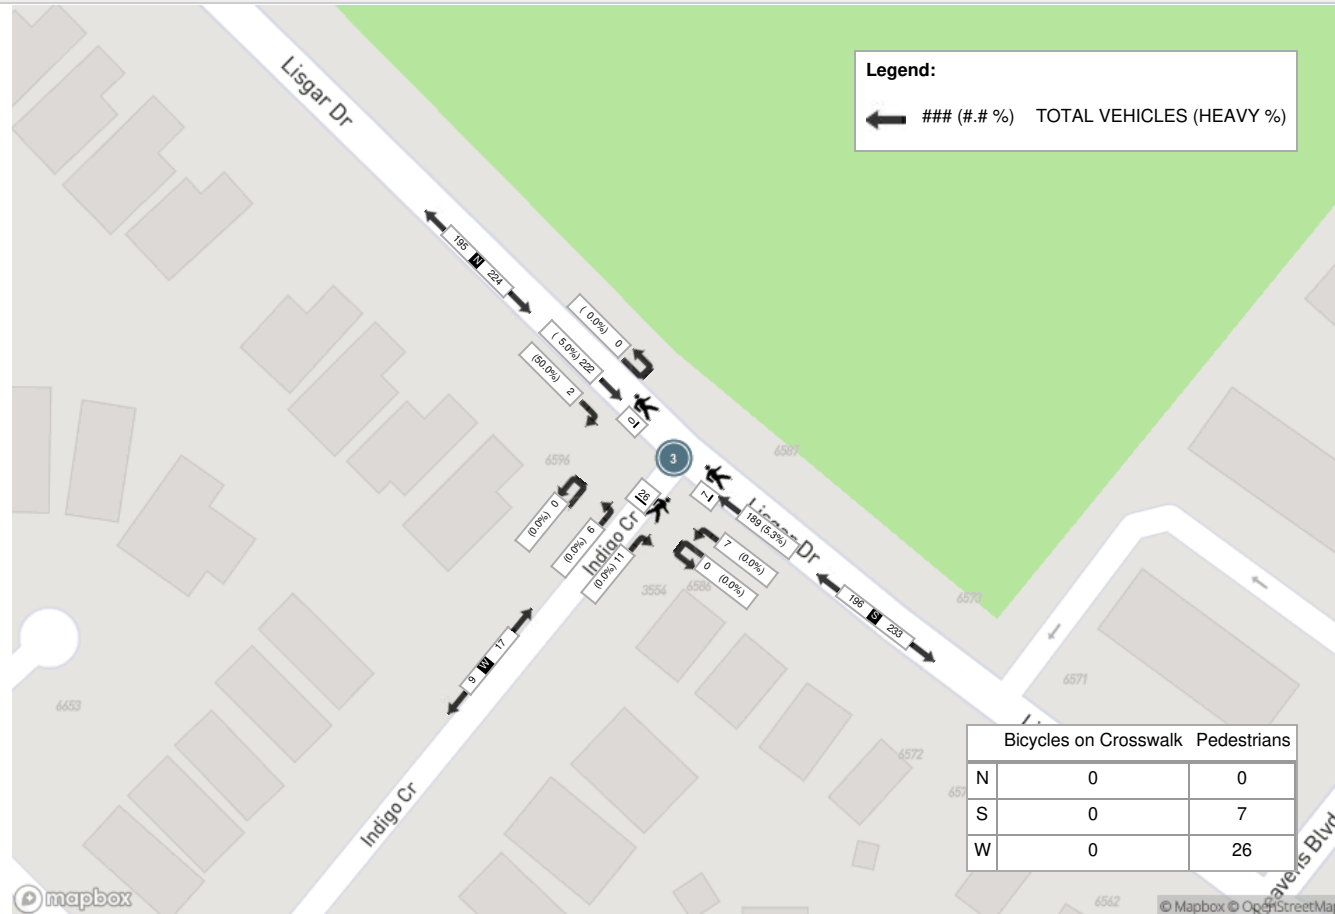 Lisgar Dr
Legend:
### (#.# %) TOTAL VEHICLES (HEAVY %)
195 N 224
( 0.0%) 0
( 5.0%) 222
(50.0%) 2
0
3
6587
6596
(0.0%) 0
(0.0%) 6
(0.0%) 11
26
Indigo Cr
7
189 (5.3%)
Lisgar Dr
7 (0.0%)
0 (0.0%)
3554
6586
6573
196 S 233
9 W 17
6571
6653
6572
Indigo Cr
Bicycles on Crosswalk Pedestrians
N 0 0
S 0 7
W 0 26
6562
mapbox
© Mapbox © OpenStreetMap